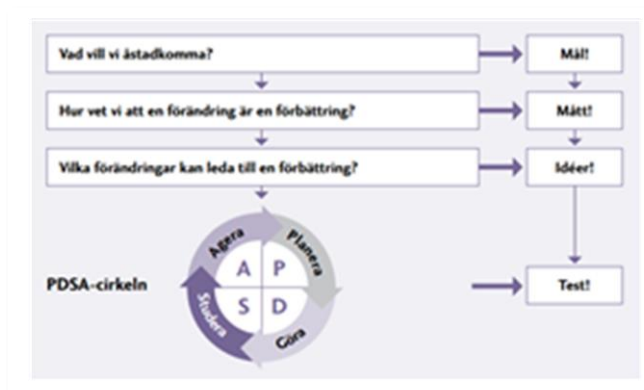 Vad vill vi åstadkomma?
Mål!
Hur vet vi att en förändring är en förbättring?
Mått!
Vilka förändringar kan leda till en förbättring?
Idéer!
PDSA-cirkeln
Agera
Planera
A P
S D
Studera
Göra
Test!